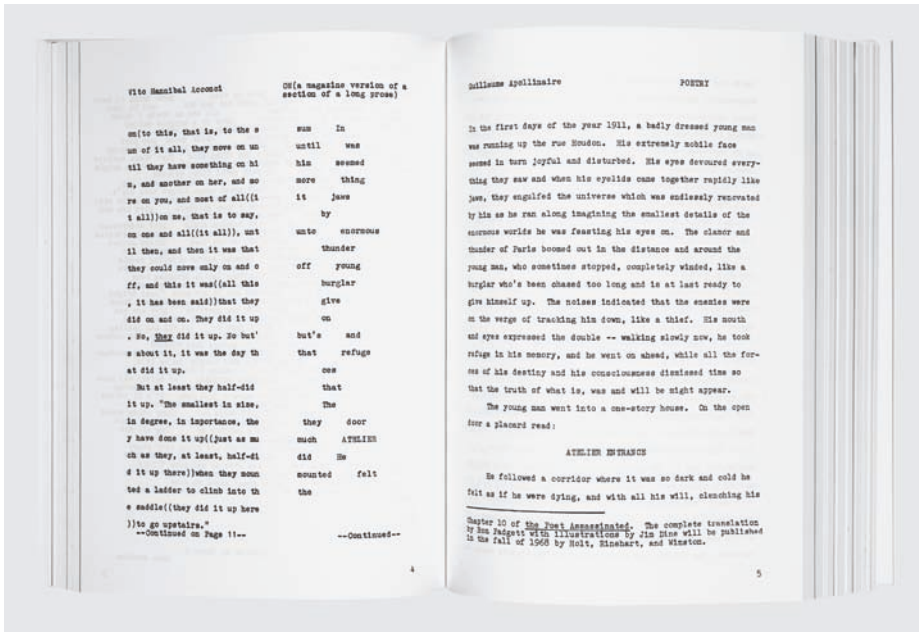 Vito Hannibal Acconci
ON(a magazine version of a
section of a long prose)
on(to this, that is, to the s
un of it all, they move on un
til they have something on hi
m, and another on her, and mo
re on you, and most of all((i
t all))on me, that is to say,
on one and all((it all)), unt
il then, and then it was that
they could move only on and o
ff, and this it was((all this
, it has been said))that they
did on and on. They did it up
. No, they did it up. No but'
s about it, it was the day th
at did it up.
But at least they half-did
it up. "The smallest in size,
in degree, in importance, the
y have done it up((just as mu
ch as they, at least, half-di
d it up there))when they moun
ted a ladder to climb into th
e saddle((they did it up here
))to go upstairs."
--Continued on Page 11--
sum In
until was
him seemed
more thing
it jaws
by
unto enormous
thunder
off young
burglar
give
on
but's and
that refuge
ces
that
The
they door
much ATELIER
did He
mounted felt
the
--Continued--
4
Guillaume Apollinaire
POETRY
In the first days of the year 1911, a badly dressed young man
was running up the rue Houdon. His extremely mobile face
seemed in turn joyful and disturbed. His eyes devoured every-
thing they saw and when his eyelids came together rapidly like
jaws, they engulfed the universe which was endlessly renovated
by him as he ran along imagining the smallest details of the
enormous worlds he was feasting his eyes on. The clamor and
thunder of Paris boomed out in the distance and around the
young man, who sometimes stopped, completely winded, like a
burglar who's been chased too long and is at last ready to
give himself up. The noises indicated that the enemies were
on the verge of tracking him down, like a thief. His mouth
and eyes expressed the double -- walking slowly now, he took
refuge in his memory, and he went on ahead, while all the for-
ces of his destiny and his consciousness dismissed time so
that the truth of what is, was and will be might appear.
The young man went into a one-story house. On the open
door a placard read:
ATELIER ENTRANCE
He followed a corridor where it was so dark and cold he
felt as if he were dying, and with all his will, clenching his
Chapter 10 of the Poet Assassinated. The complete translation
by Ron Padgett with illustrations by Jim Dine will be published
in the fall of 1968 by Holt, Rinehart, and Winston.
5